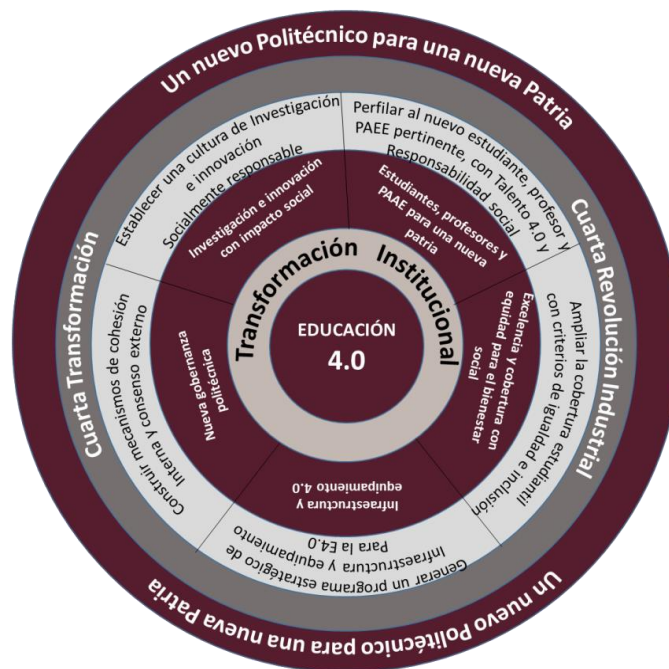 Un nuevo Politécnico para una nueva Patria
Cuarta Transformación
Cuarta Revolución Industrial
Establecer una cultura de Investigación
e innovación
Socialmente responsable
Perfilar al nuevo estudiante, profesor y
PAEE pertinente, con Talento 4.0 y
Responsabilidad social
Ampliar la cobertura estudiantil
con criterios de igualdad e inclusión
Generar un programa estratégico de
Infraestructura y equipamiento
Para la E4.0
Construir mecanismos de cohesión
Interna y consenso externo
Investigación e innovación
con impacto social
Estudiantes, profesores y
PAAE para una nueva
patria
Excelencia y cobertura con
equidad para el bienestar
social
Infraestructura y
equipamiento 4.0
Nueva gobernanza
politécnica
Transformación Institucional
EDUCACIÓN
4.0
Un nuevo Politécnico para una nueva Patria